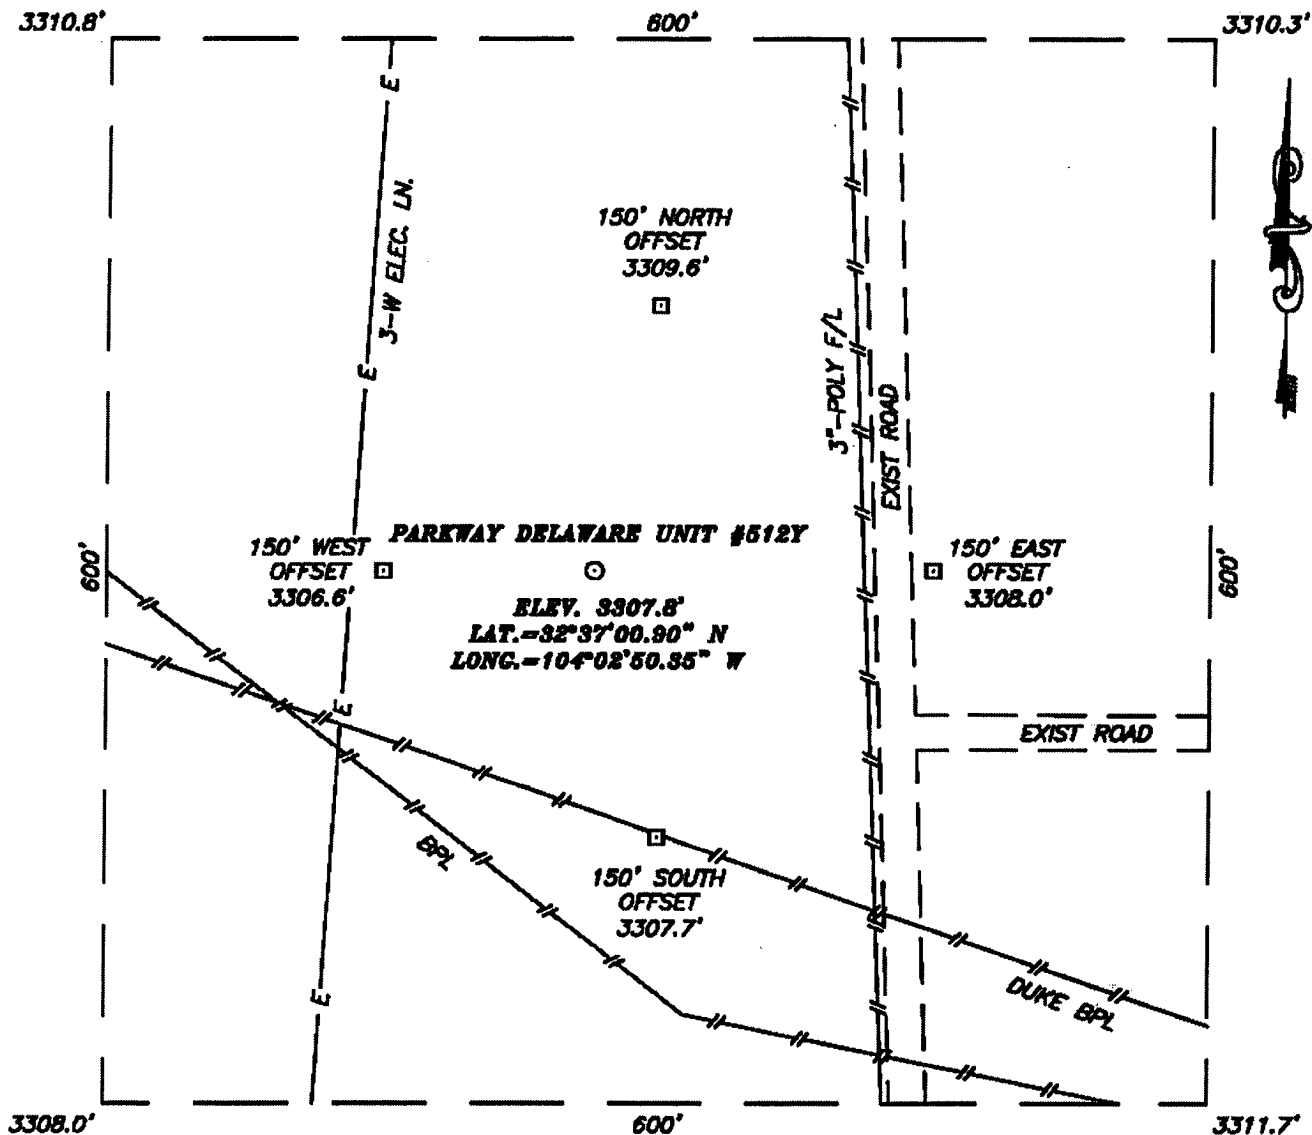 3310.8' 600' 3310.3'
E
3-W ELEC. LN.
150' NORTH
OFFSET
3309.6'
E
3"-POLY F/L
EXIST ROAD
NORTH
PARKWAY DELAWARE UNIT #512Y
150' WEST
OFFSET
3306.6'
150' EAST
OFFSET
3308.0'
600'
600'
ELEV. 3307.8'
LAT.=32°37'00.90" N
LONG.=104°02'50.35" W
E
EXIST ROAD
BPL
150' SOUTH
OFFSET
3307.7'
E
DUKE BPL
3308.0' 600' 3311.7'